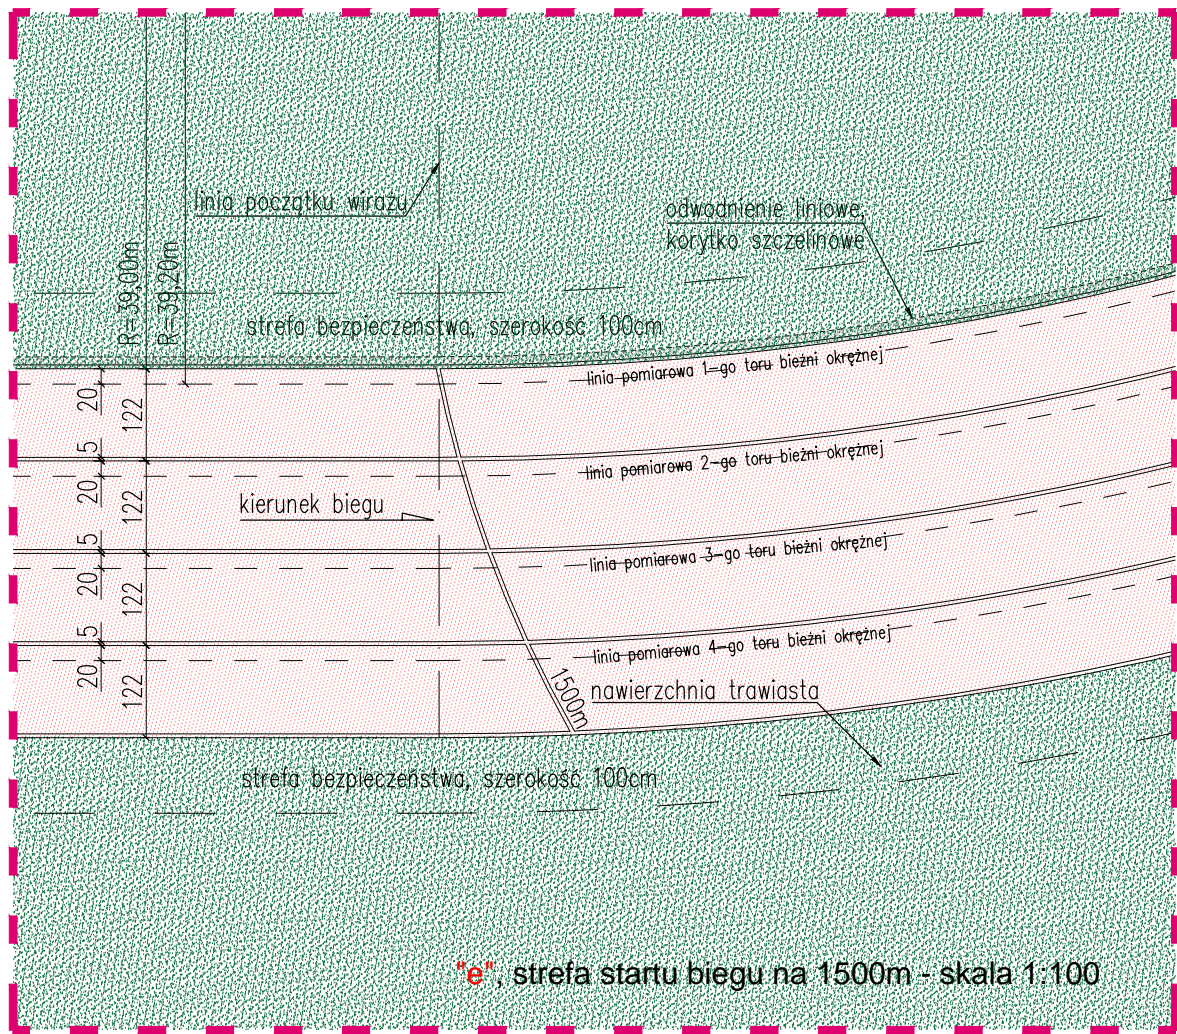 linia początku wirażu
odwodnienie liniowe,
korytko szczelinowe
R=39,00m
R=39,20m
strefa bezpieczeństwa, szerokość 100cm
linia pomiarowa 1-go toru bieżni okrężnej
20
122
5
linia pomiarowa 2-go toru bieżni okrężnej
20
122
kierunek biegu
5
linia pomiarowa 3-go toru bieżni okrężnej
20
122
5
linia pomiarowa 4-go toru bieżni okrężnej
20
122
1500m
nawierzchnia trawiasta
strefa bezpieczeństwa, szerokość 100cm
"e", strefa startu biegu na 1500m - skala 1:100